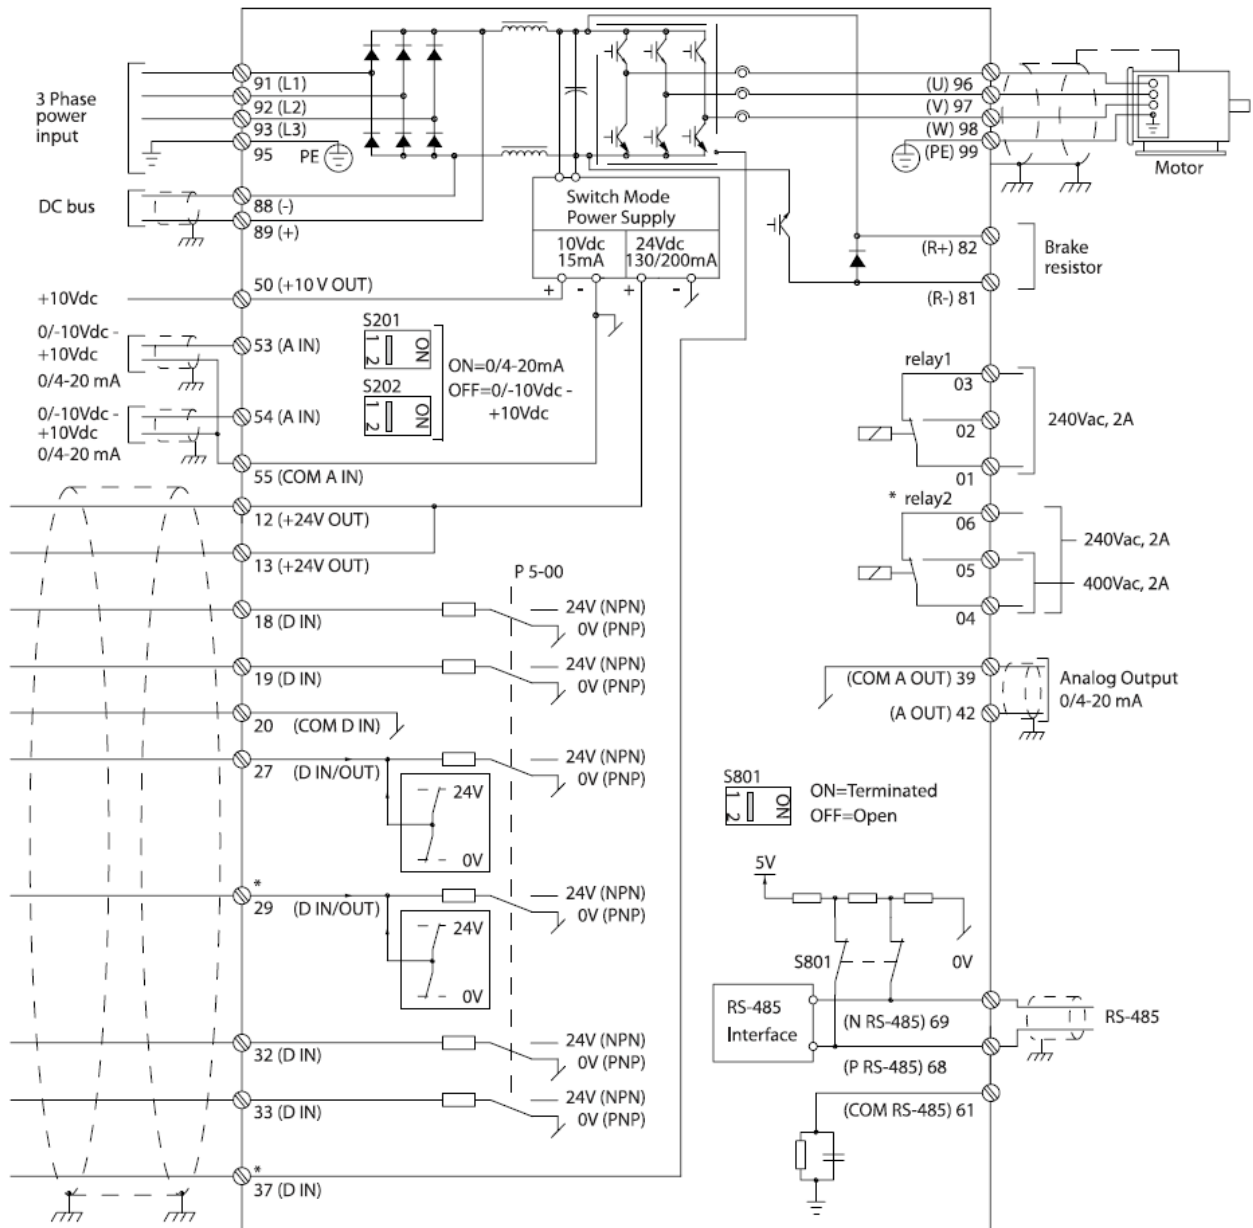 3 Phase
power
input
91 (L1)
92 (L2)
93 (L3)
95
PE
DC bus
88 (-)
89 (+)
+10Vdc
50 (+10 V OUT)
0/-10Vdc -
+10Vdc
0/4-20 mA
53 (A IN)
0/-10Vdc -
+10Vdc
0/4-20 mA
54 (A IN)
55 (COM A IN)
12 (+24V OUT)
13 (+24V OUT)
18 (D IN)
19 (D IN)
20 (COM D IN)
27 (D IN/OUT)
24V
0V
*
29 (D IN/OUT)
24V
0V
32 (D IN)
33 (D IN)
*
37 (D IN)
S201
1
2
ON
S202
1
2
ON
ON=0/4-20mA
OFF=0/-10Vdc -
+10Vdc
P 5-00
24V (NPN)
0V (PNP)
24V (NPN)
0V (PNP)
24V (NPN)
0V (PNP)
24V (NPN)
0V (PNP)
24V (NPN)
0V (PNP)
24V (NPN)
0V (PNP)
Switch Mode
Power Supply
10Vdc
15mA
24Vdc
130/200mA
+ - + -
(U) 96
(V) 97
(W) 98
(PE) 99
Motor
(R+) 82
(R-) 81
Brake
resistor
relay1
03
02
01
240Vac, 2A
* relay2
06
05
04
240Vac, 2A
400Vac, 2A
(COM A OUT) 39
(A OUT) 42
Analog Output
0/4-20 mA
S801
1
2
ON
ON=Terminated
OFF=Open
5V
S801
0V
RS-485
Interface
(N RS-485) 69
(P RS-485) 68
(COM RS-485) 61
RS-485